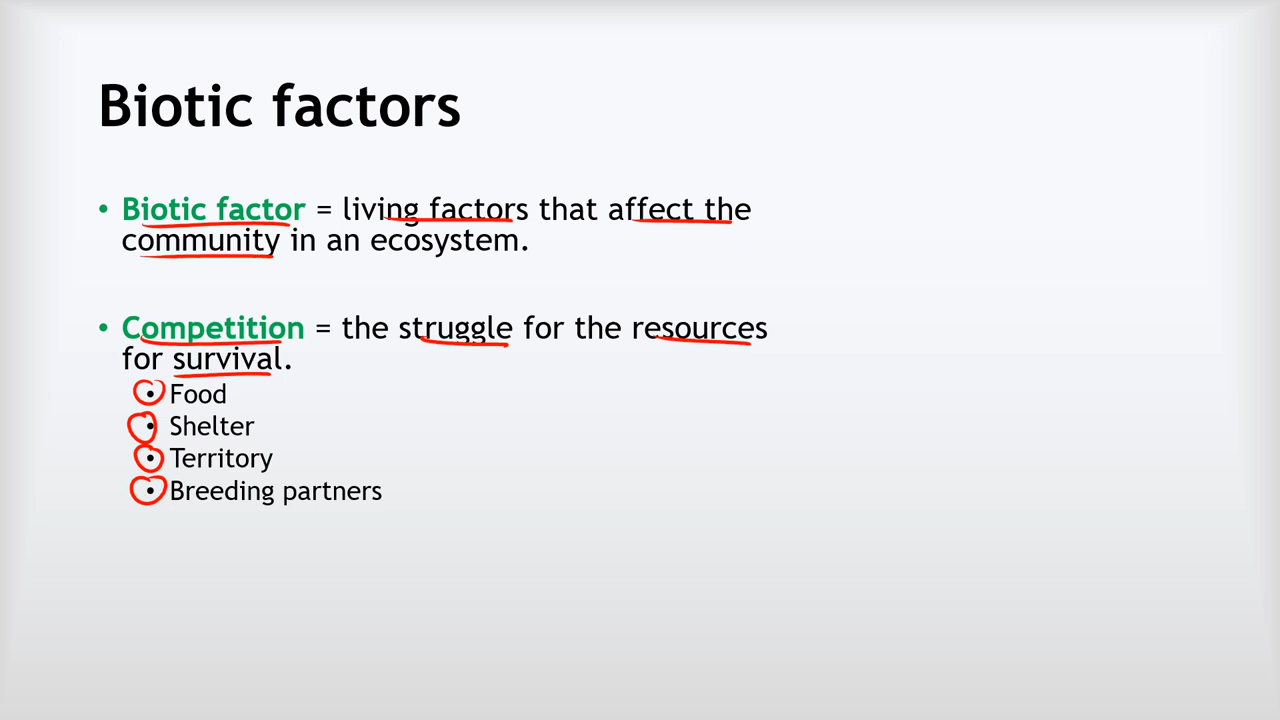 Biotic factors
• Biotic factor = living factors that affect the
community in an ecosystem.
• Competition = the struggle for the resources
for survival.
• Food
• Shelter
• Territory
• Breeding partners